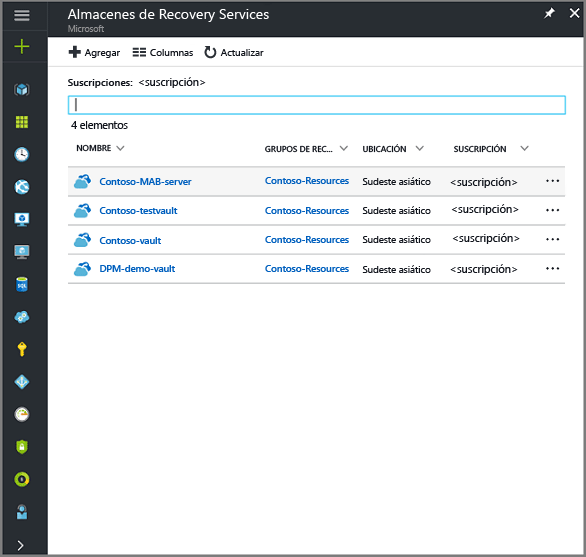 Almacenes de Recovery Services
Microsoft
Agregar Columnas Actualizar
Suscripciones: <suscripción>
4 elementos
NOMBRE GRUPOS DE REC... UBICACIÓN SUSCRIPCIÓN
Contoso-MAB-server Contoso-Resources Sudeste asiático <suscripción> ...
Contoso-testvault Contoso-Resources Sudeste asiático <suscripción> ...
Contoso-vault Contoso-Resources Sudeste asiático <suscripción> ...
DPM-demo-vault Contoso-Resources Sudeste asiático <suscripción> ...
SQL